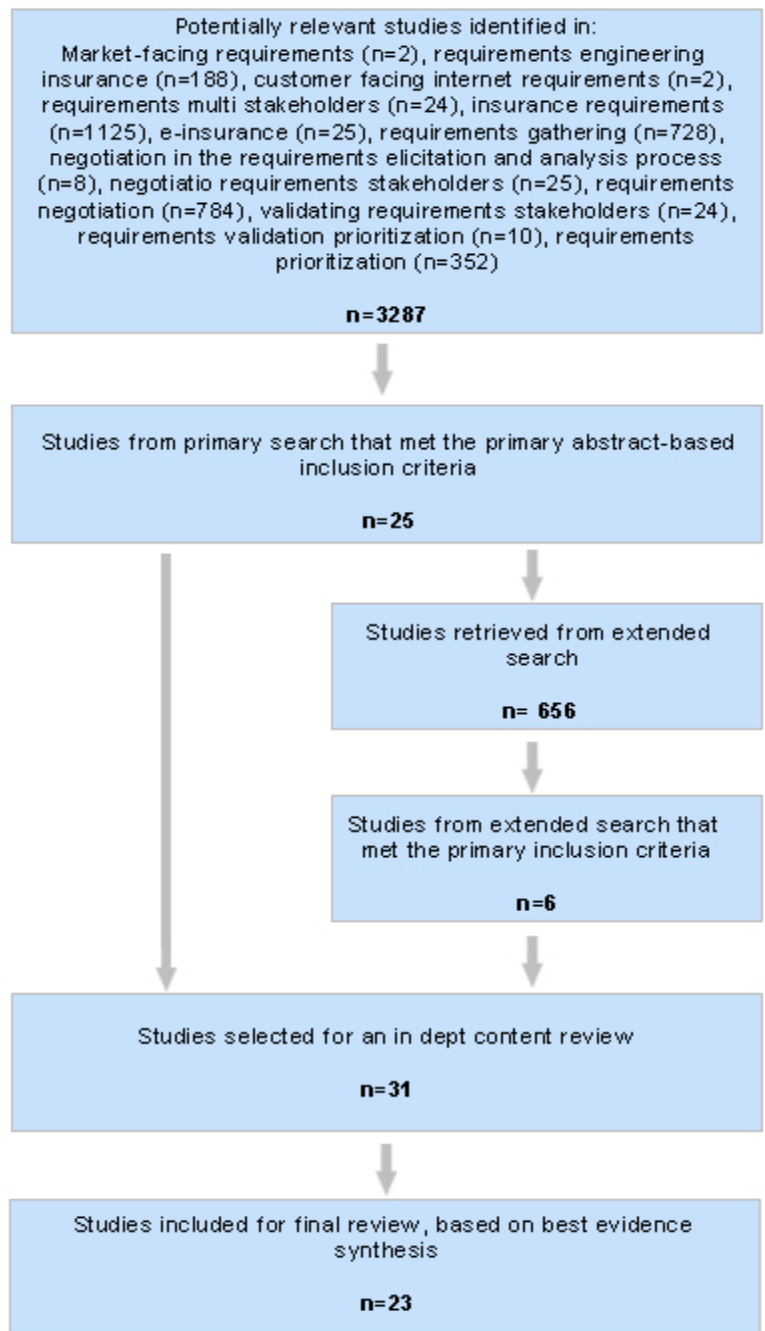 Potentially relevant studies identified in:
Market-facing requirements (n=2), requirements engineering
insurance (n=188), customer facing internet requirements (n=2),
requirements multi stakeholders (n=24), insurance requirements
(n=1125), e-insurance (n=25), requirements gathering (n=728),
negotiation in the requirements elicitation and analysis process
(n=8), negotiatio requirements stakeholders (n=25), requirements
negotiation (n=784), validating requirements stakeholders (n=24),
requirements validation prioritization (n=10), requirements
prioritization (n=352)
n=3287
Studies from primary search that met the primary abstract-based
inclusion criteria
n=25
Studies retrieved from extended
search
n= 656
Studies from extended search that
met the primary inclusion criteria
n=6
Studies selected for an in dept content review
n=31
Studies included for final review, based on best evidence
synthesis
n=23